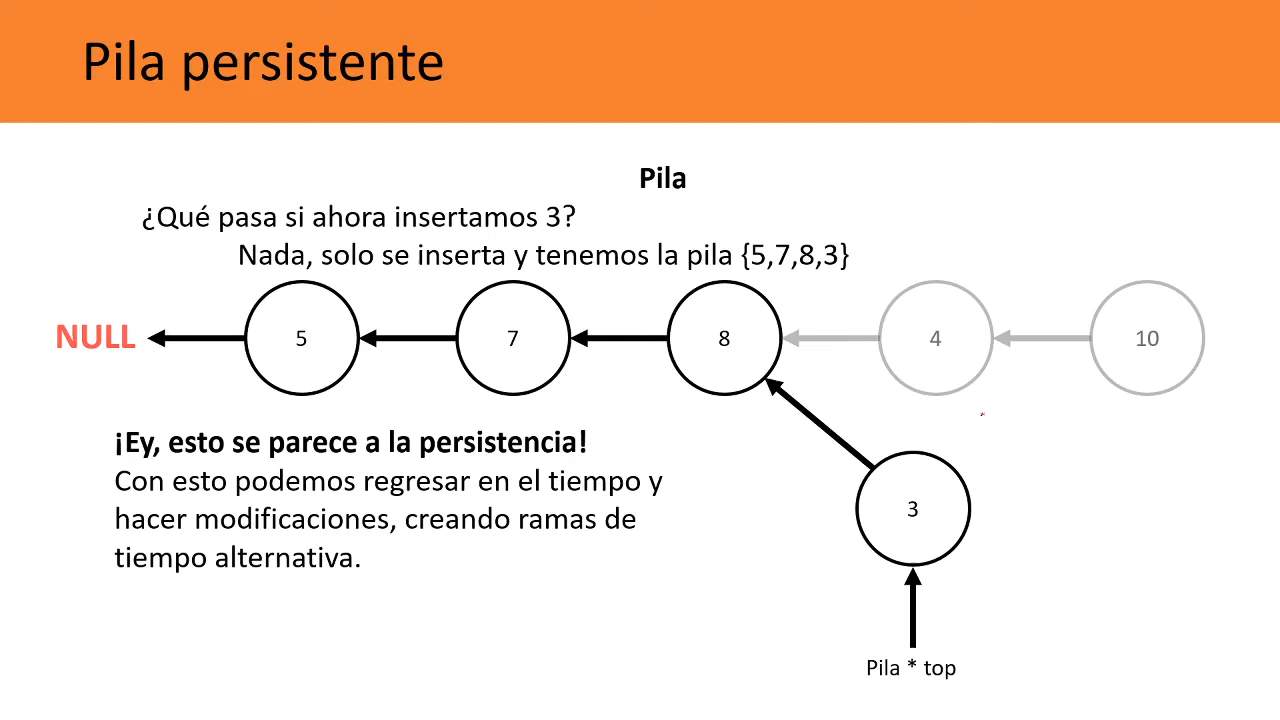 Pila persistente
Pila
¿Qué pasa si ahora insertamos 3?
Nada, solo se inserta y tenemos la pila {5,7,8,3}
NULL
5
7
8
4
10
¡Ey, esto se parece a la persistencia!
Con esto podemos regresar en el tiempo y
hacer modificaciones, creando ramas de
tiempo alternativa.
3
Pila * top